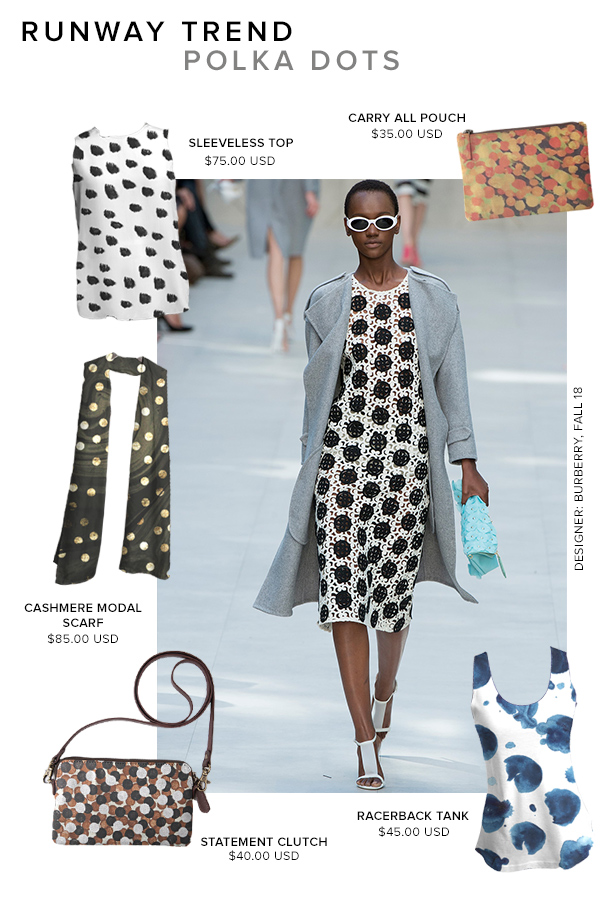 RUNWAY TREND
POLKA DOTS
CARRY ALL POUCH
$35.00 USD
SLEEVELESS TOP
$75.00 USD
DESIGNER: BURBERRY, FALL 18
CASHMERE MODAL
SCARF
$85.00 USD
RACERBACK TANK
$45.00 USD
STATEMENT CLUTCH
$40.00 USD